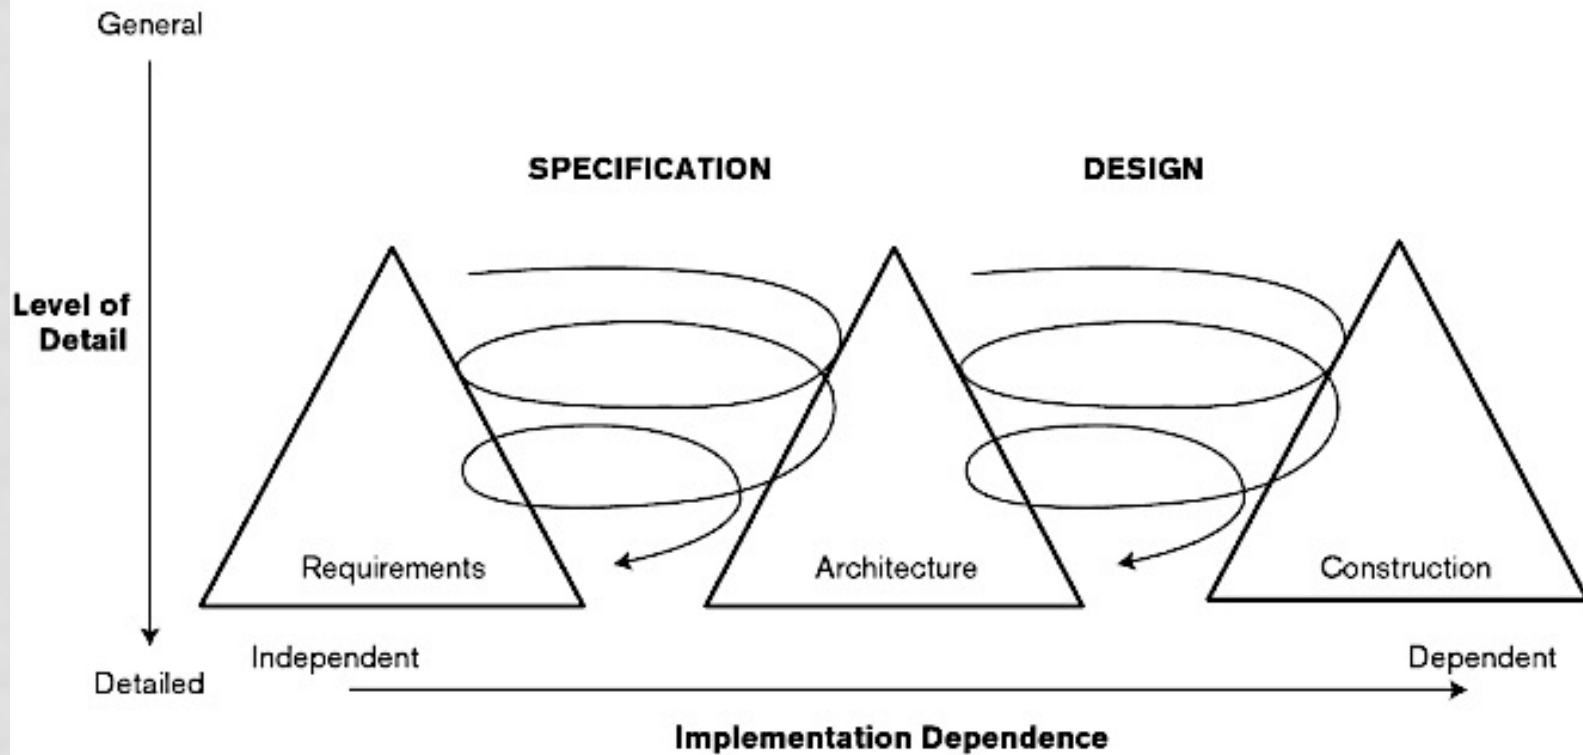 General
SPECIFICATION DESIGN
Level of
Detail
Requirements Architecture Construction
Independent Dependent
Detailed
Implementation Dependence